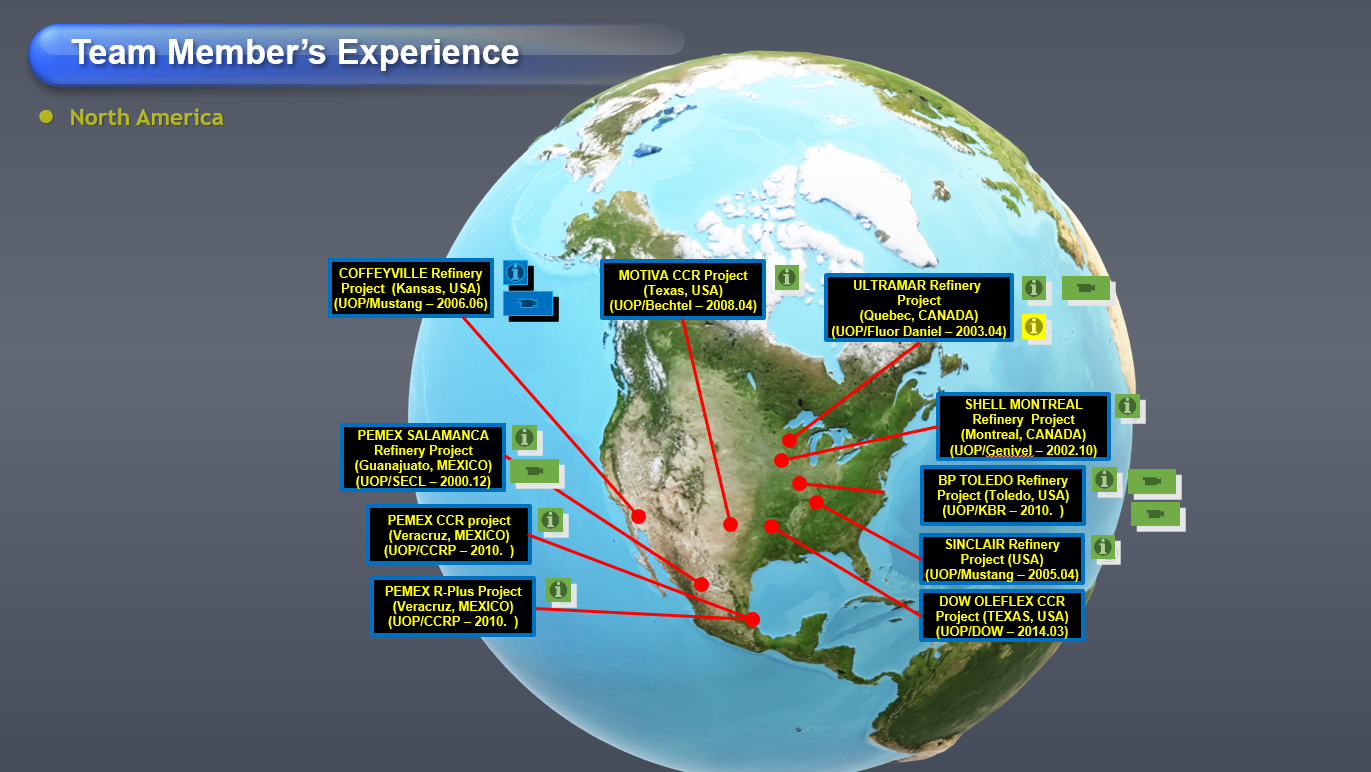 Team Member’s Experience
North America
COFFEYVILLE Refinery
Project (Kansas, USA)
(UOP/Mustang – 2006.06)
MOTIVA CCR Project
(Texas, USA)
(UOP/Bechtel – 2008.04)
ULTRAMAR Refinery
Project
(Quebec, CANADA)
(UOP/Fluor Daniel – 2003.04)
SHELL MONTREAL
Refinery Project
(Montreal, CANADA)
(UOP/Genivel – 2002.10)
PEMEX SALAMANCA
Refinery Project
(Guanajuato, MEXICO)
(UOP/SECL – 2000.12)
BP TOLEDO Refinery
Project (Toledo, USA)
(UOP/KBR – 2010. )
PEMEX CCR project
(Veracruz, MEXICO)
(UOP/CCRP – 2010. )
SINCLAIR Refinery
Project (USA)
(UOP/Mustang – 2005.04)
PEMEX R-Plus Project
(Veracruz, MEXICO)
(UOP/CCRP – 2010. )
DOW OLEFLEX CCR
Project (TEXAS, USA)
(UOP/DOW – 2014.03)